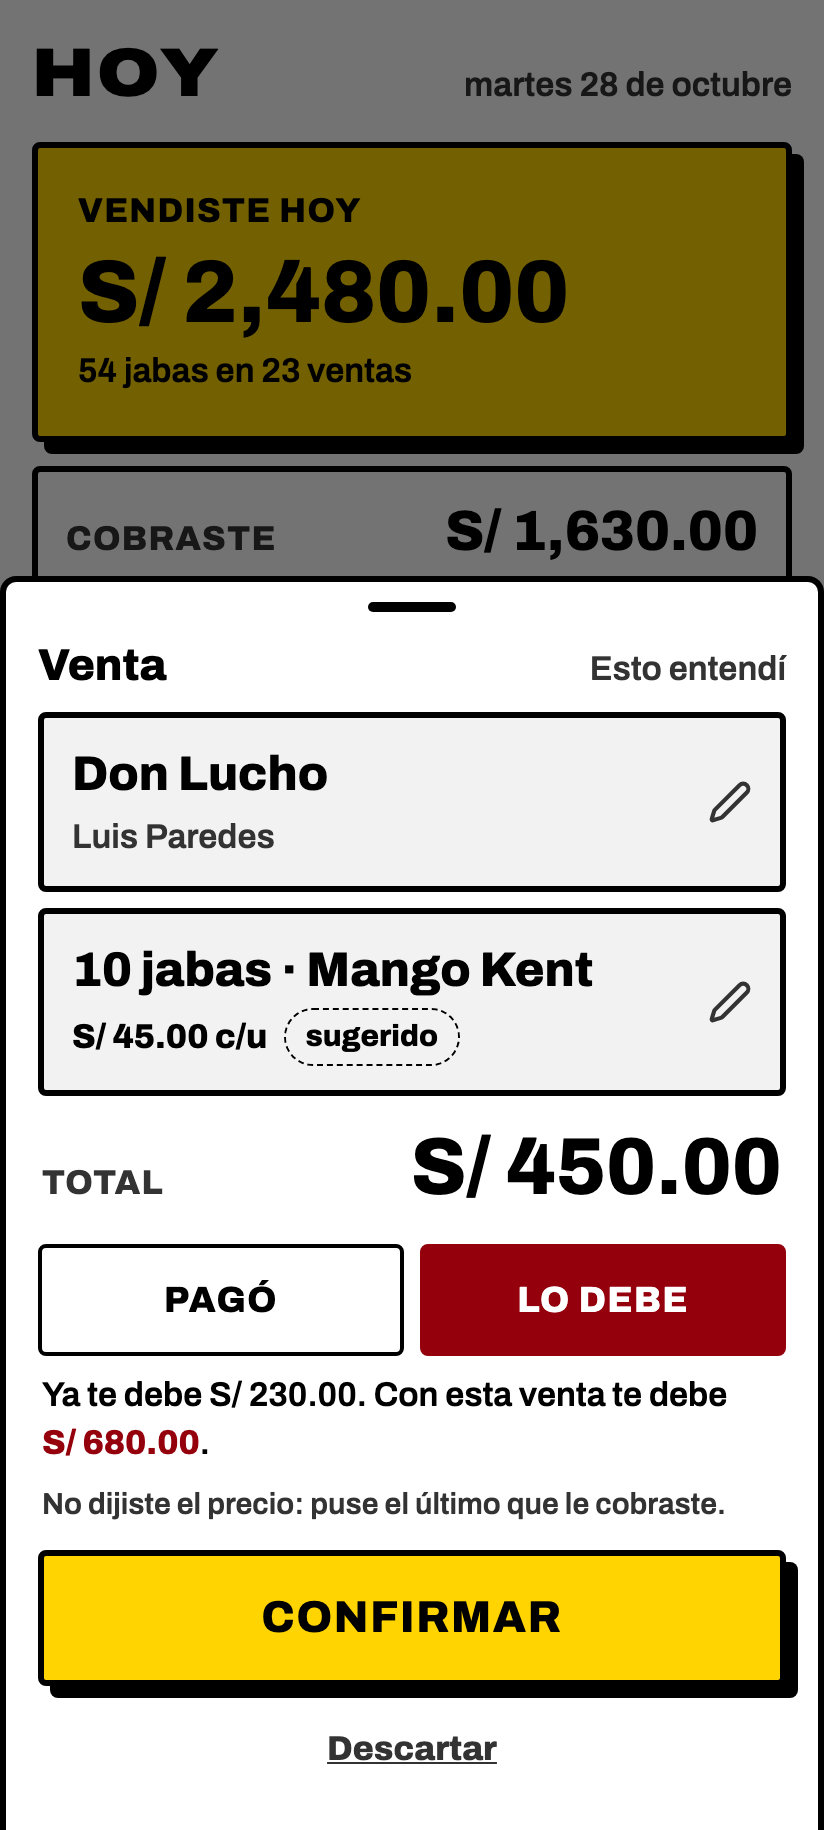 HOY
martes 28 de octubre
VENDISTE HOY
S/ 2,480.00
54 jabas en 23 ventas
COBRASTE
S/ 1,630.00
Venta
Esto entendí
Don Lucho
Luis Paredes
10 jabas · Mango Kent
S/ 45.00 c/u sugerido
TOTAL
S/ 450.00
PAGÓ
LO DEBE
Ya te debe S/ 230.00. Con esta venta te debe
S/ 680.00.
No dijiste el precio: puse el último que le cobraste.
CONFIRMAR
Descartar